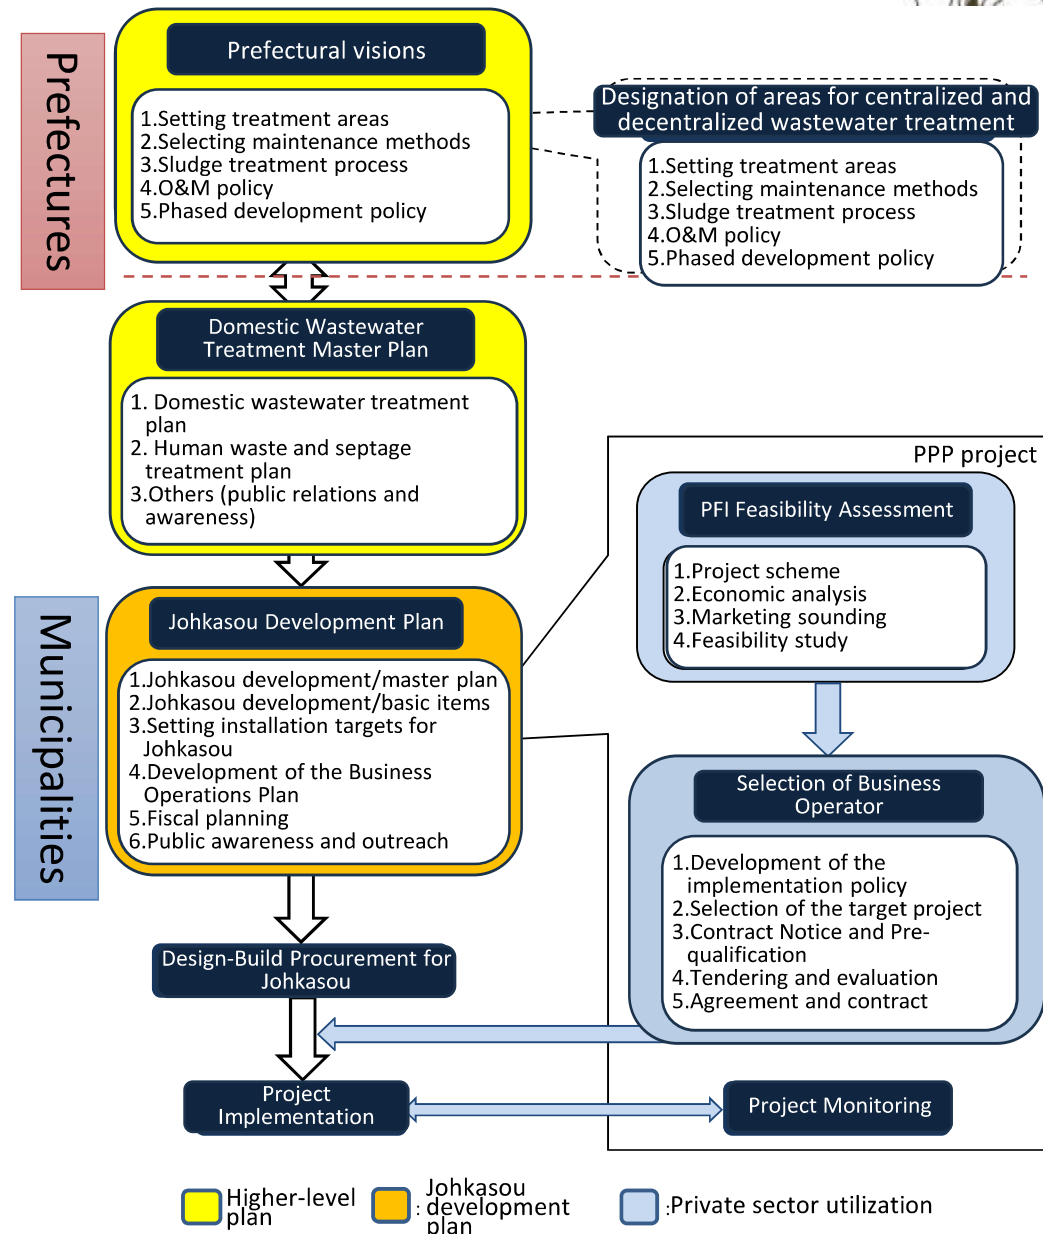 Prefectures
Prefectural visions
1.Setting treatment areas
2.Selecting maintenance methods
3.Sludge treatment process
4.O&M policy
5.Phased development policy
Designation of areas for centralized and
decentralized wastewater treatment
1.Setting treatment areas
2.Selecting maintenance methods
3.Sludge treatment process
4.O&M policy
5.Phased development policy
Domestic Wastewater
Treatment Master Plan
1. Domestic wastewater treatment
plan
2. Human waste and septage
treatment plan
3.Others (public relations and
awareness)
Municipalities
Johkasou Development Plan
1.Johkasou development/master plan
2.Johkasou development/basic items
3.Setting installation targets for
Johkasou
4.Development of the Business
Operations Plan
5.Fiscal planning
6.Public awareness and outreach
Design-Build Procurement for
Johkasou
Project
Implementation
PPP project
PFI Feasibility Assessment
1.Project scheme
2.Economic analysis
3.Marketing sounding
4.Feasibility study
Selection of Business
Operator
1.Development of the
implementation policy
2.Selection of the target project
3.Contract Notice and Pre-
qualification
4.Tendering and evaluation
5.Agreement and contract
Project Monitoring
Higher-level
plan
: Johkasou
development
plan
:Private sector utilization